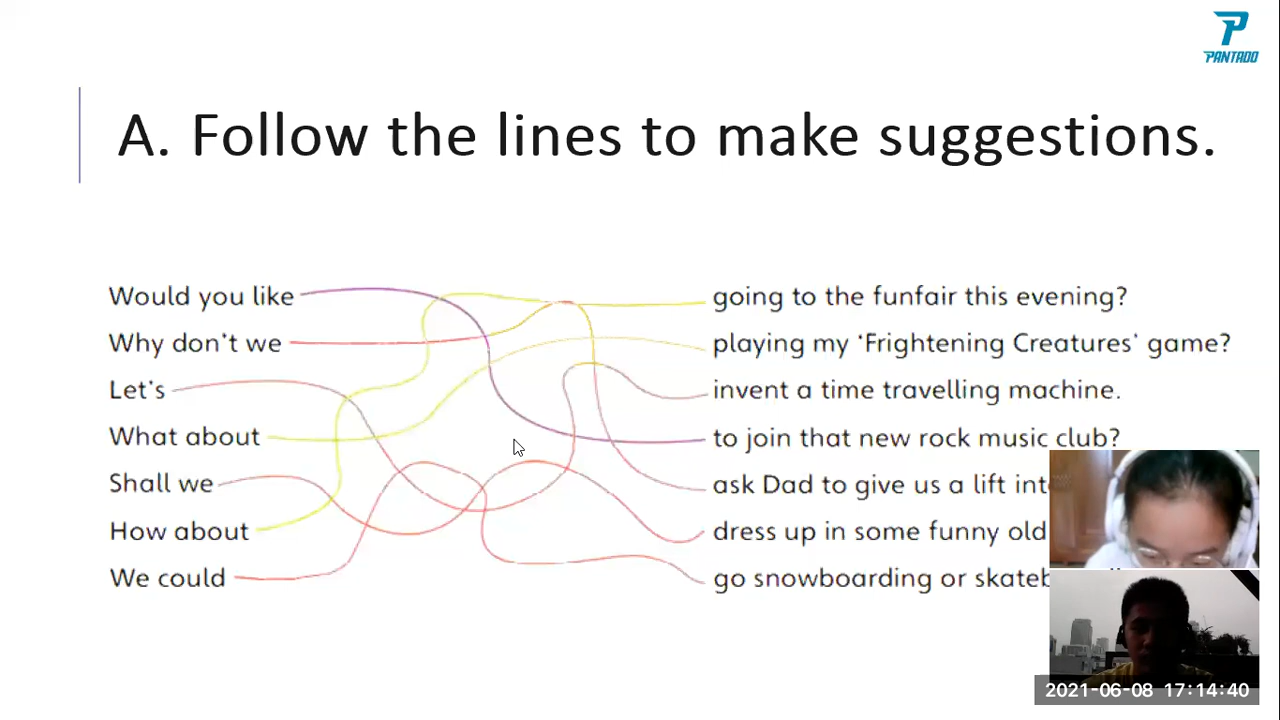 PANTADO
A. Follow the lines to make suggestions.
Would you like
Why don't we
Let's
What about
Shall we
How about
We could
going to the funfair this evening?
playing my ‘Frightening Creatures’ game?
invent a time travelling machine.
to join that new rock music club?
ask Dad to give us a lift
dress up in some funny old
go snowboarding or
2021-06-08 17:14:40